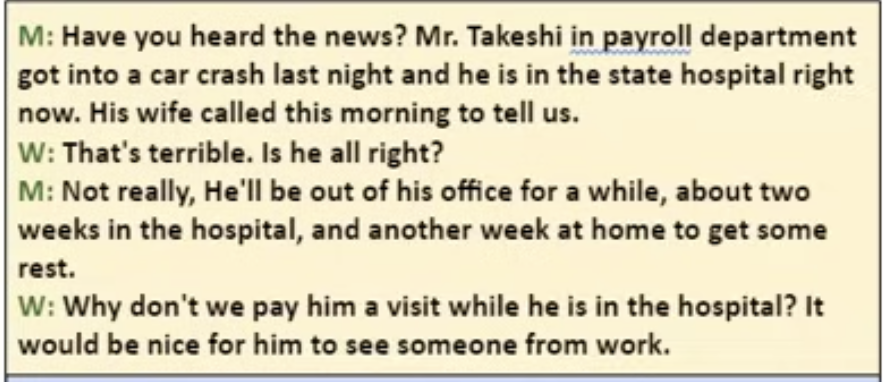 M: Have you heard the news? Mr. Takeshi in payroll department
got into a car crash last night and he is in the state hospital right
now. His wife called this morning to tell us.
W: That's terrible. Is he all right?
M: Not really, He'll be out of his office for a while, about two
weeks in the hospital, and another week at home to get some
rest.
W: Why don't we pay him a visit while he is in the hospital? It
would be nice for him to see someone from work.